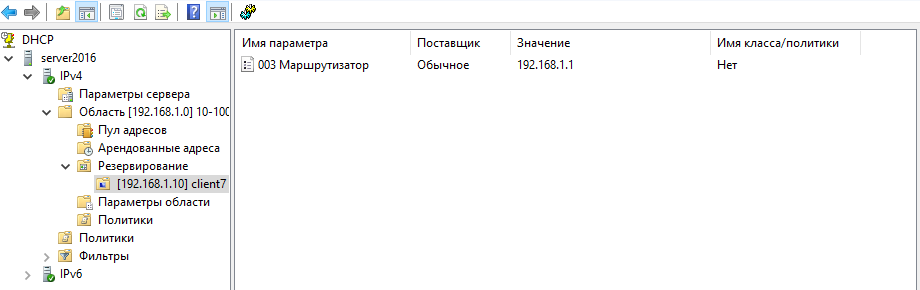 DHCP
server2016
IPv4
Параметры сервера
Область [192.168.1.0] 10-100
Пул адресов
Арендованные адреса
Резервирование
[192.168.1.10] client7
Параметры области
Политики
Политики
Фильтры
IPv6
Имя параметра Поставщик Значение Имя класса/политики
003 Маршрутизатор Обычное 192.168.1.1 Нет